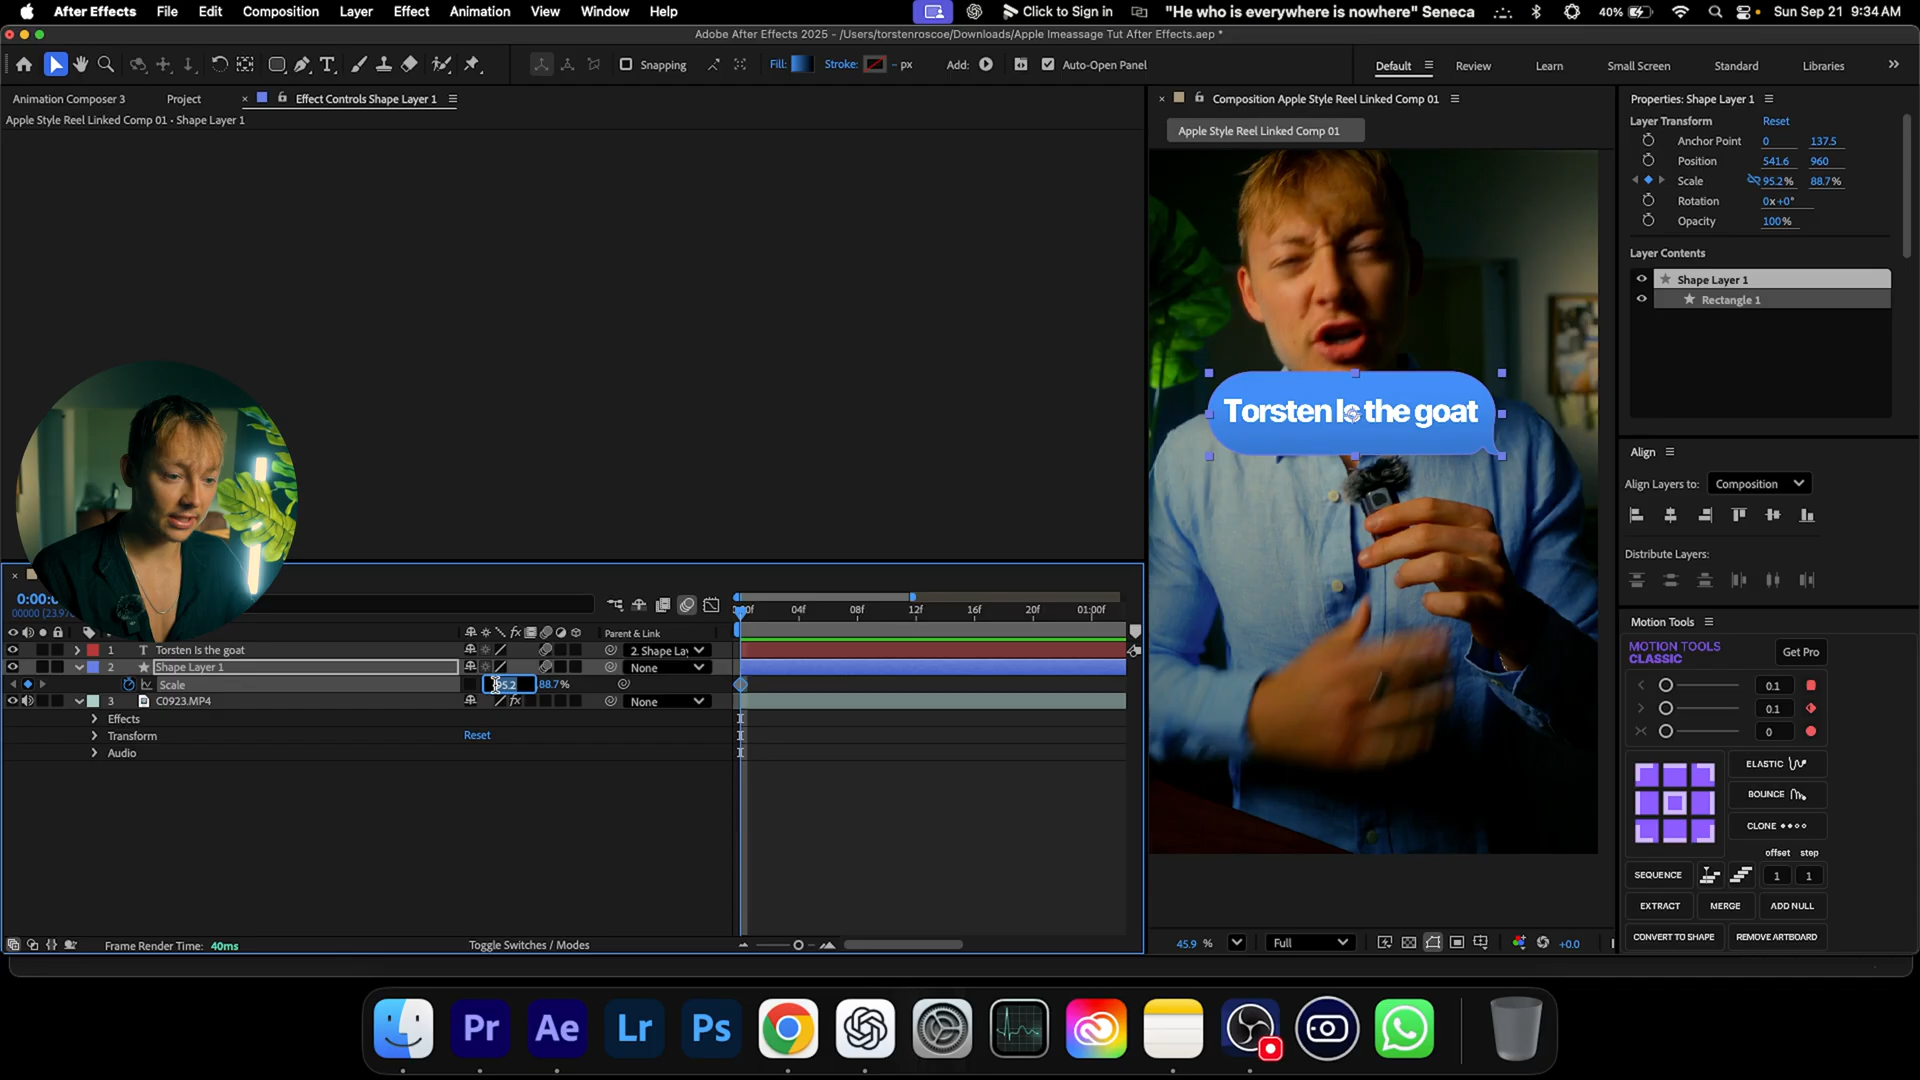 After Effects File Edit Composition Layer Effect Animation View Window Help Click to Sign in "He who is everywhere is nowhere" Seneca 40% Sun Sep 21 9:34 AM
Adobe After Effects 2025 - /Users/torstenroscoe/Downloads/Apple Imeassage Tut After Effects.aep *
Snapping Fill: Stroke: - px Add: Auto-Open Panel Default Review Learn Small Screen Standard Libraries
Animation Composer 3 Project Effect Controls Shape Layer 1
Apple Style Reel Linked Comp 01 • Shape Layer 1
Composition Apple Style Reel Linked Comp 01
Apple Style Reel Linked Comp 01
Torsten Is the goat
Properties: Shape Layer 1
Layer Transform Reset
Anchor Point 0 137.5
Position 541.6 960
Scale 95.2% 88.7%
Rotation 0x+0°
Opacity 100%
Layer Contents
Shape Layer 1
Rectangle 1
Align
Align Layers to: Composition
Distribute Layers:
Motion Tools
MOTION TOOLS
CLASSIC
Get Pro
0.1
0.1
0
ELASTIC
BOUNCE
CLONE
offset step
SEQUENCE 1 1
EXTRACT MERGE ADD NULL
CONVERT TO SHAPE REMOVE ARTBOARD
04f 08f 12f 16f 20f 01:00f
Parent & Link
1 T Torsten Is the goat 2. Shape La
2 Shape Layer 1 None
Scale 95.2 88.7%
3 C0923.MP4 None
Effects
Transform Reset
Audio
Frame Render Time: 40ms Toggle Switches / Modes
45.9 % Full +0.0
Pr Ae Lr Ps